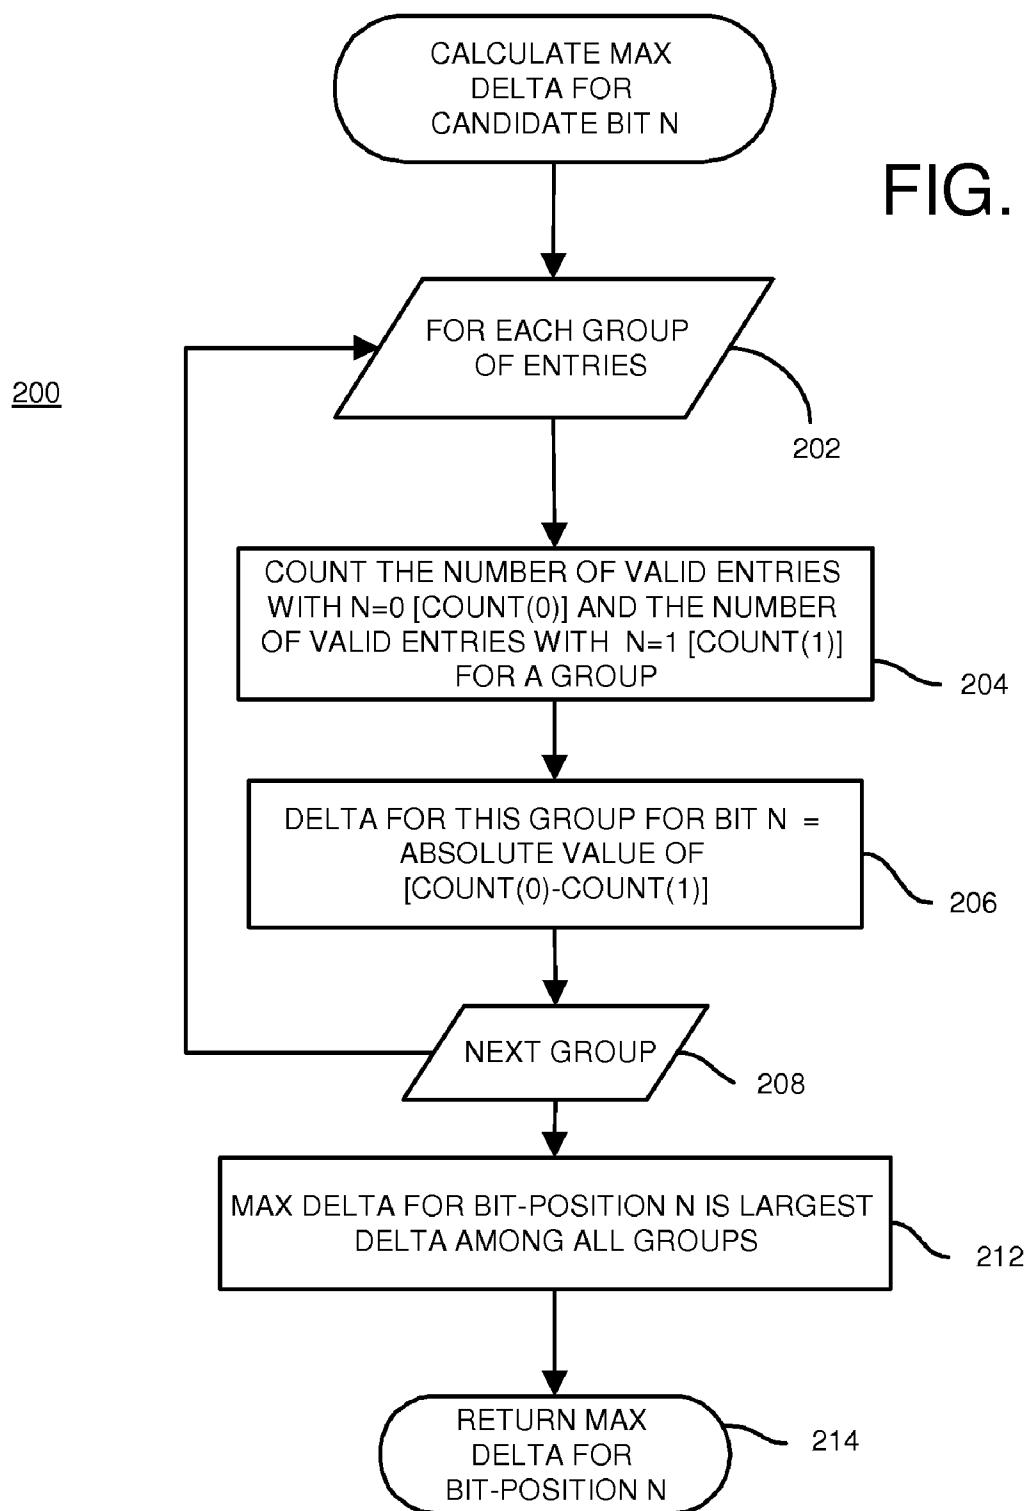 CALCULATE MAX
DELTA FOR
CANDIDATE BIT N
FIG.
FOR EACH GROUP
OF ENTRIES
200
202
COUNT THE NUMBER OF VALID ENTRIES
WITH N=0 [COUNT(0)] AND THE NUMBER
OF VALID ENTRIES WITH N=1 [COUNT(1)]
FOR A GROUP
204
DELTA FOR THIS GROUP FOR BIT N =
ABSOLUTE VALUE OF
[COUNT(0)-COUNT(1)]
206
NEXT GROUP
208
MAX DELTA FOR BIT-POSITION N IS LARGEST
DELTA AMONG ALL GROUPS
212
RETURN MAX
DELTA FOR
BIT-POSITION N
214